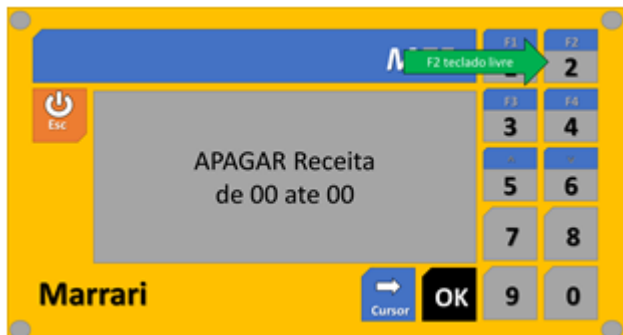 F1
F2
F2 teclado livre
2
Esc
F3
F4
3
4
APAGAR Receita
de 00 ate 00
5
6
7
8
Marrari
Cursor
OK
9
0